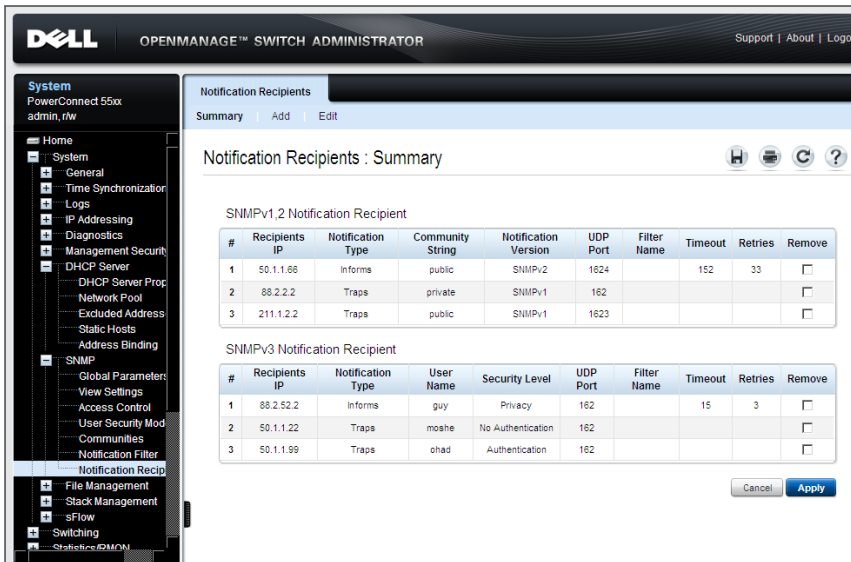 DELL
OPENMANAGE™ SWITCH ADMINISTRATOR
Support | About | Logo
System
PowerConnect 55xx
admin, r/w
Home
System
General
Time Synchronization
Logs
IP Addressing
Diagnostics
Management Securit
DHCP Server
DHCP Server Prop
Network Pool
Excluded Address
Static Hosts
Address Binding
SNMP
Global Parameters
View Settings
Access Control
User Security Mod
Communities
Notification Filter
Notification Recipi
File Management
Stack Management
sFlow
Switching
Statistics/RMON
Notification Recipients
Summary | Add | Edit
Notification Recipients : Summary
SNMPv1,2 Notification Recipient
# Recipients IP Notification Type Community String Notification Version UDP Port Filter Name Timeout Retries Remove
1 50.1.1.66 Informs public SNMPv2 1624 152 33
2 88.2.2.2 Traps private SNMPv1 162
3 211.1.2.2 Traps public SNMPv1 1623
SNMPv3 Notification Recipient
# Recipients IP Notification Type User Name Security Level UDP Port Filter Name Timeout Retries Remove
1 88.2.52.2 Informs guy Privacy 162 15 3
2 50.1.1.22 Traps moshe No Authentication 162
3 50.1.1.99 Traps ohad Authentication 162
Cancel Apply